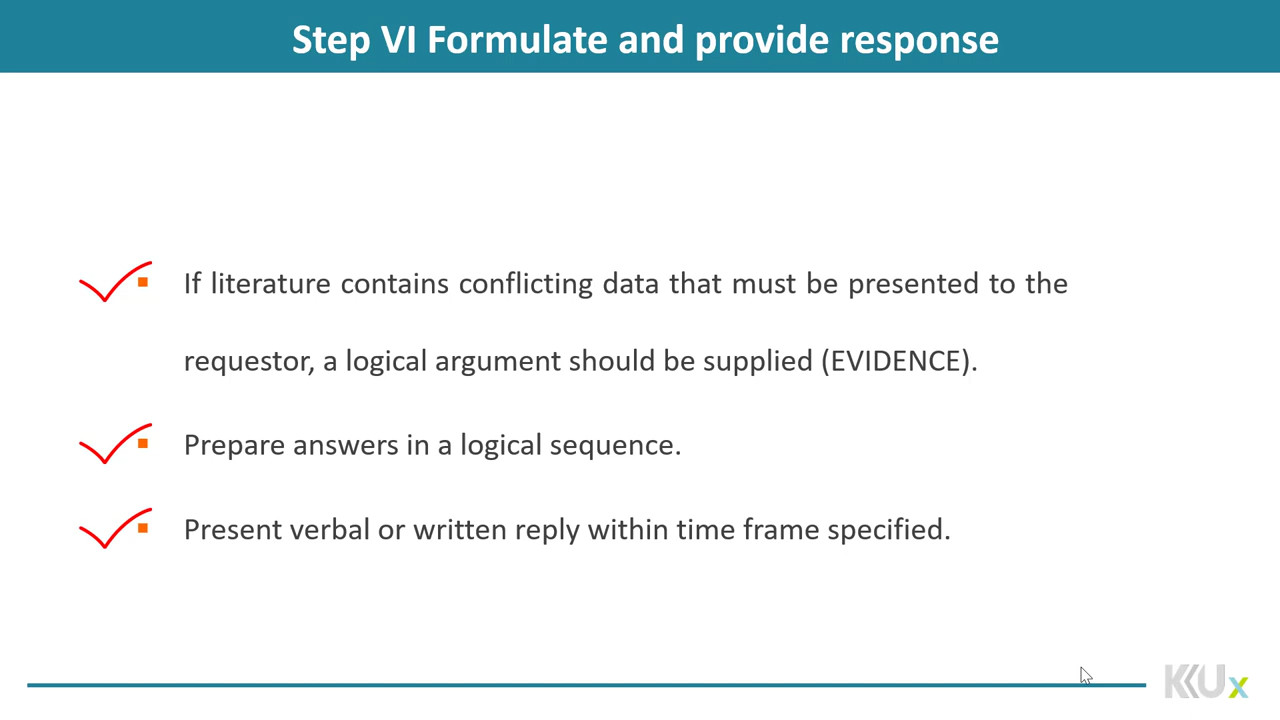 Step VI Formulate and provide response
If literature contains conflicting data that must be presented to the
requestor, a logical argument should be supplied (EVIDENCE).
Prepare answers in a logical sequence.
Present verbal or written reply within time frame specified.
KKUx